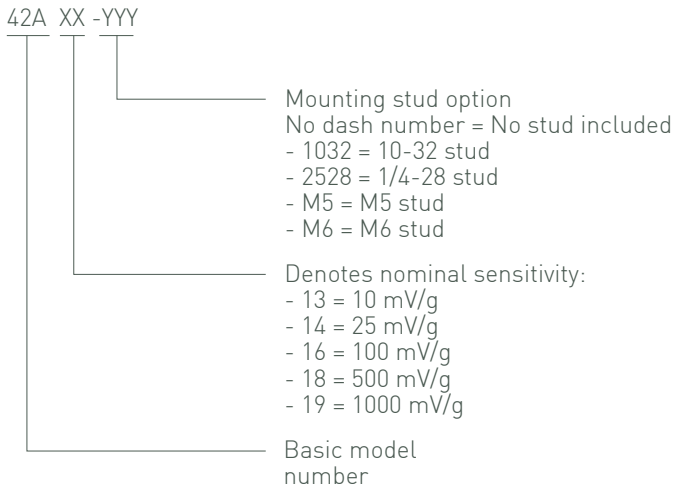 42A XX -YYY
Mounting stud option
No dash number = No stud included
- 1032 = 10-32 stud
- 2528 = 1/4-28 stud
- M5 = M5 stud
- M6 = M6 stud
Denotes nominal sensitivity:
- 13 = 10 mV/g
- 14 = 25 mV/g
- 16 = 100 mV/g
- 18 = 500 mV/g
- 19 = 1000 mV/g
Basic model
number